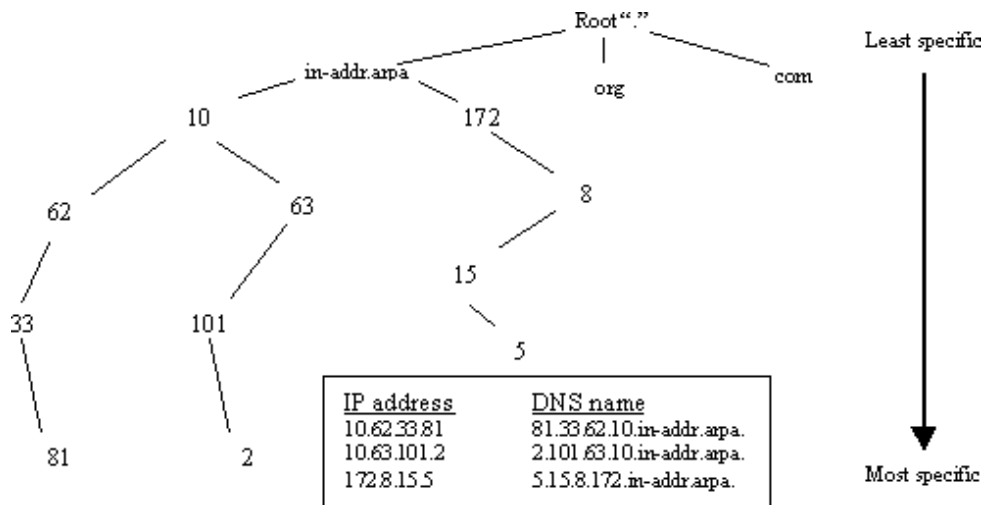 Root“.”
Least specific
in-addr.arpa
org
com
10
172
62
63
8
15
33
101
5
IP address DNS name
10.62.33.81 81.33.62.10.in-addr.arpa.
10.63.101.2 2.101.63.10.in-addr.arpa.
172.8.15.5 5.15.8.172.in-addr.arpa.
81
2
Most specific